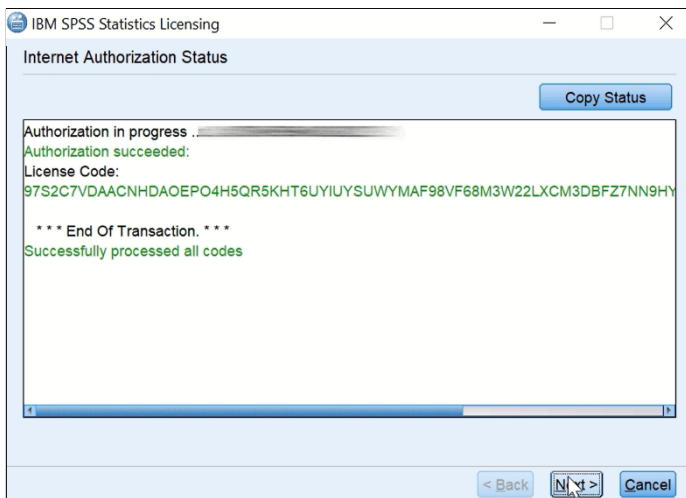 IBM SPSS Statistics Licensing
Internet Authorization Status
Copy Status
Authorization in progress ..
Authorization succeeded:
License Code:
97S2C7VDAACNHDAOEPO4H5QR5KHT6UYIUYSUWYMAF98VF68M3W22LXCM3DBFZ7NN9HY
* * * End Of Transaction. * * *
Successfully processed all codes
< Back
Next >
Cancel